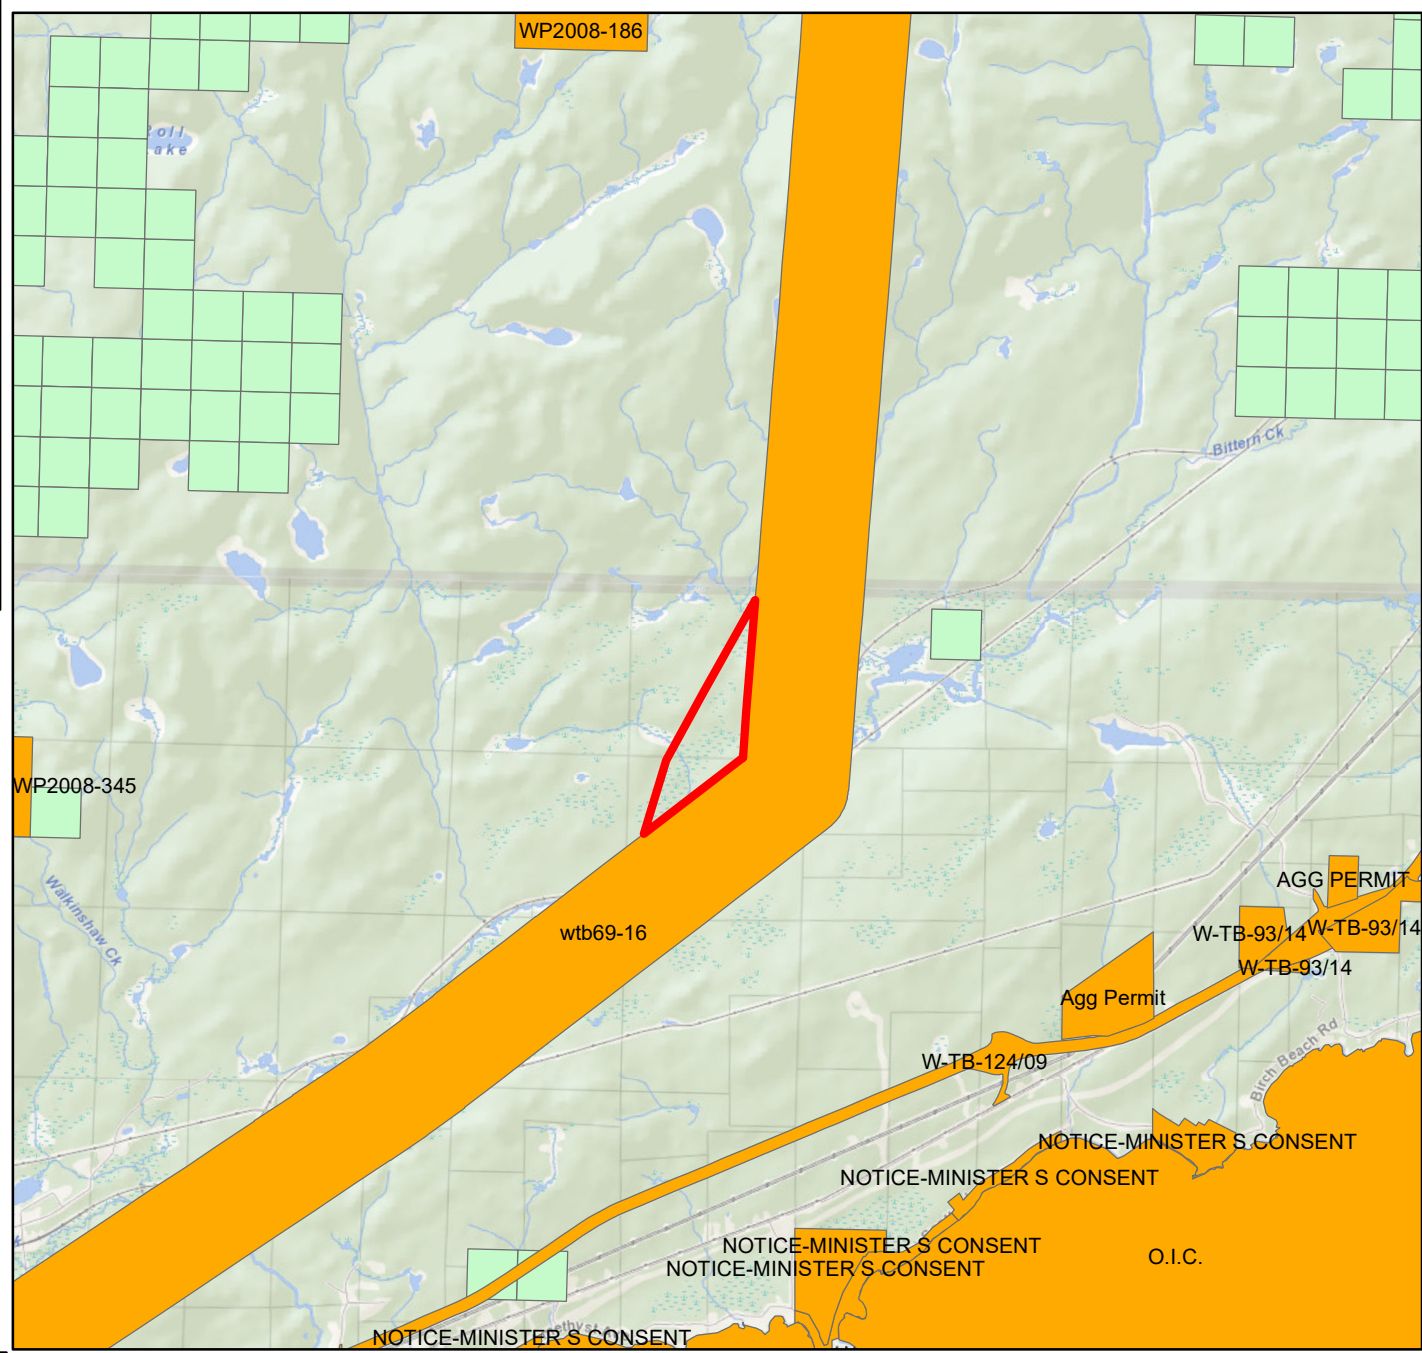 WP2008-186
oll
ake
Bittern Ck
WP2008-345
Walkinshaw Ck
AGG PERMIT
wtb69-16
W-TB-93/14
W-TB-93/14
W-TB-93/14
Agg Permit
W-TB-124/09
Birch Beach Rd
NOTICE-MINISTER S CONSENT
NOTICE-MINISTER S CONSENT
NOTICE-MINISTER S CONSENT
O.I.C.
NOTICE-MINISTER S CONSENT
NOTICE-MINISTER S CONSENT